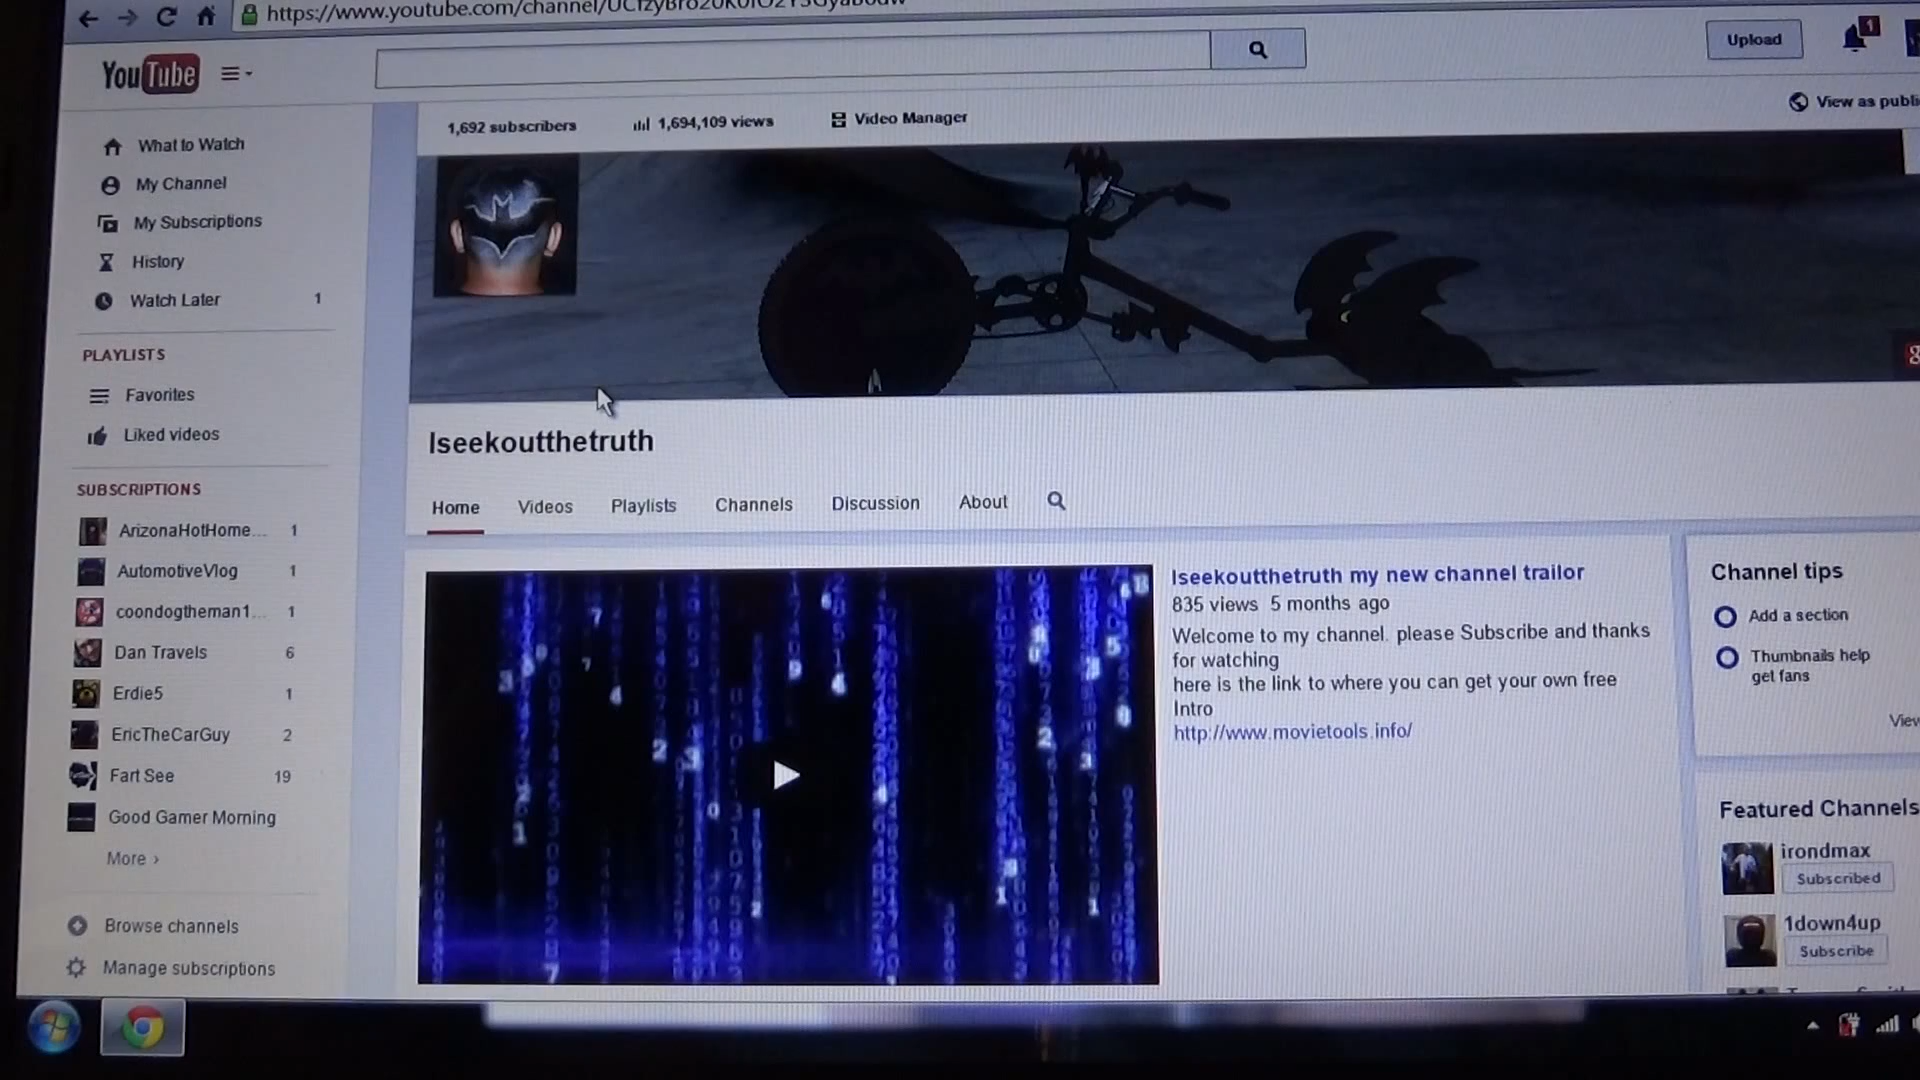 https://www.youtube.com/channel/
YouTube
Upload
1
1,692 subscribers
1,694,109 views
Video Manager
View as publi
What to Watch
My Channel
My Subscriptions
History
Watch Later 1
PLAYLISTS
Favorites
Liked videos
SUBSCRIPTIONS
ArizonaHotHome... 1
AutomotiveVlog 1
coondogtheman1... 1
Dan Travels 6
Erdie5 1
EricTheCarGuy 2
Fart See 19
Good Gamer Morning
More ›
Browse channels
Manage subscriptions
Iseekoutthetruth
Home Videos Playlists Channels Discussion About
Iseekoutthetruth my new channel trailor
835 views 5 months ago
Welcome to my channel. please Subscribe and thanks
for watching
here is the link to where you can get your own free
Intro
http://www.movietools.info/
Channel tips
Add a section
Thumbnails help
get fans
View
Featured Channels
irondmax
Subscribed
1down4up
Subscribe